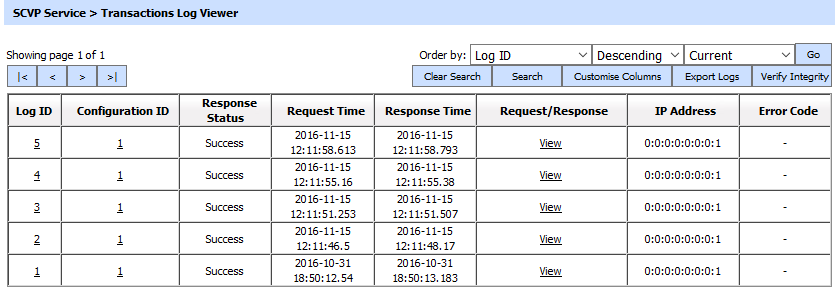 SCVP Service > Transactions Log Viewer
Showing page 1 of 1
Order by: Log ID Descending Current Go
|< < > >| Clear Search Search Customise Columns Export Logs Verify Integrity
Log ID Configuration ID Response Status Request Time Response Time Request/Response IP Address Error Code
5 1 Success 2016-11-15 12:11:58.613 2016-11-15 12:11:58.793 View 0:0:0:0:0:0:0:1 -
4 1 Success 2016-11-15 12:11:55.16 2016-11-15 12:11:55.38 View 0:0:0:0:0:0:0:1 -
3 1 Success 2016-11-15 12:11:51.253 2016-11-15 12:11:51.507 View 0:0:0:0:0:0:0:1 -
2 1 Success 2016-11-15 12:11:46.5 2016-11-15 12:11:48.17 View 0:0:0:0:0:0:0:1 -
1 1 Success 2016-10-31 18:50:12.54 2016-10-31 18:50:13.183 View 0:0:0:0:0:0:0:1 -